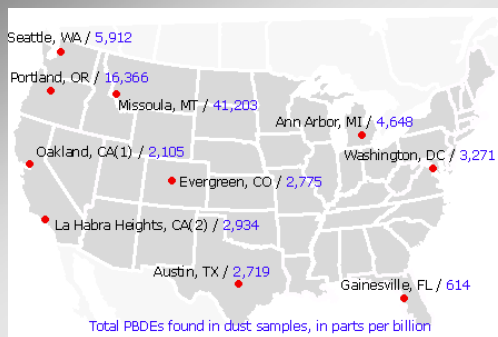 Seattle, WA / 5,912
Portland, OR / 16,366
Missoula, MT / 41,203
Ann Arbor, MI / 4,648
Oakland, CA(1) / 2,105
Washington, DC / 3,271
Evergreen, CO / 2,775
La Habra Heights, CA(2) / 2,934
Austin, TX / 2,719
Gainesville, FL / 614
Total PBDEs found in dust samples, in parts per billion